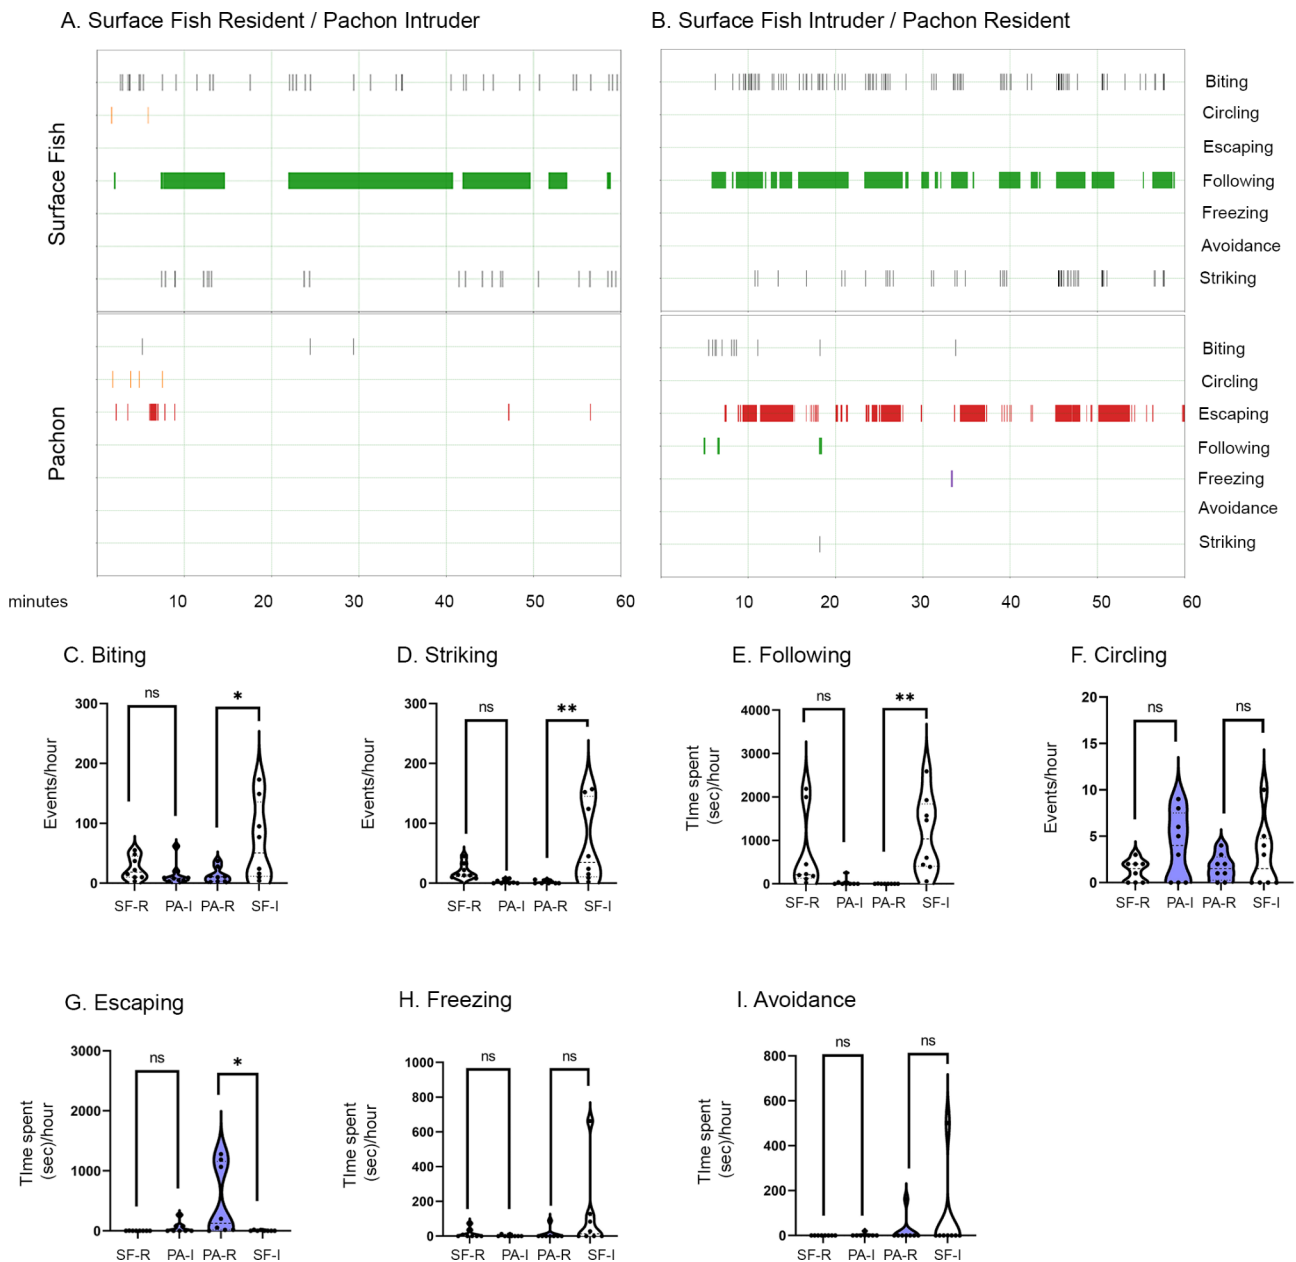 A. Surface Fish Resident / Pachon Intruder
B. Surface Fish Intruder / Pachon Resident
Surface Fish
Biting
Circling
Escaping
Following
Freezing
Avoidance
Striking
Pachon
Biting
Circling
Escaping
Following
Freezing
Avoidance
Striking
minutes 10 20 30 40 50 60
10 20 30 40 50 60
C. Biting
Events/hour
300
200
100
0
ns
*
SF-R PA-I PA-R SF-I
D. Striking
Events/hour
300
200
100
0
ns
**
SF-R PA-I PA-R SF-I
E. Following
TIme spent
(sec)/hour
4000
3000
2000
1000
0
ns
**
SF-R PA-I PA-R SF-I
F. Circling
Events/hour
20
15
10
5
0
ns
ns
SF-R PA-I PA-R SF-I
G. Escaping
TIme spent
(sec)/hour
3000
2000
1000
0
ns
*
SF-R PA-I PA-R SF-I
H. Freezing
TIme spent
(sec)/hour
1000
800
600
400
200
0
ns
ns
SF-R PA-I PA-R SF-I
I. Avoidance
TIme spent
(sec)/hour
800
600
400
200
0
ns
ns
SF-R PA-I PA-R SF-I